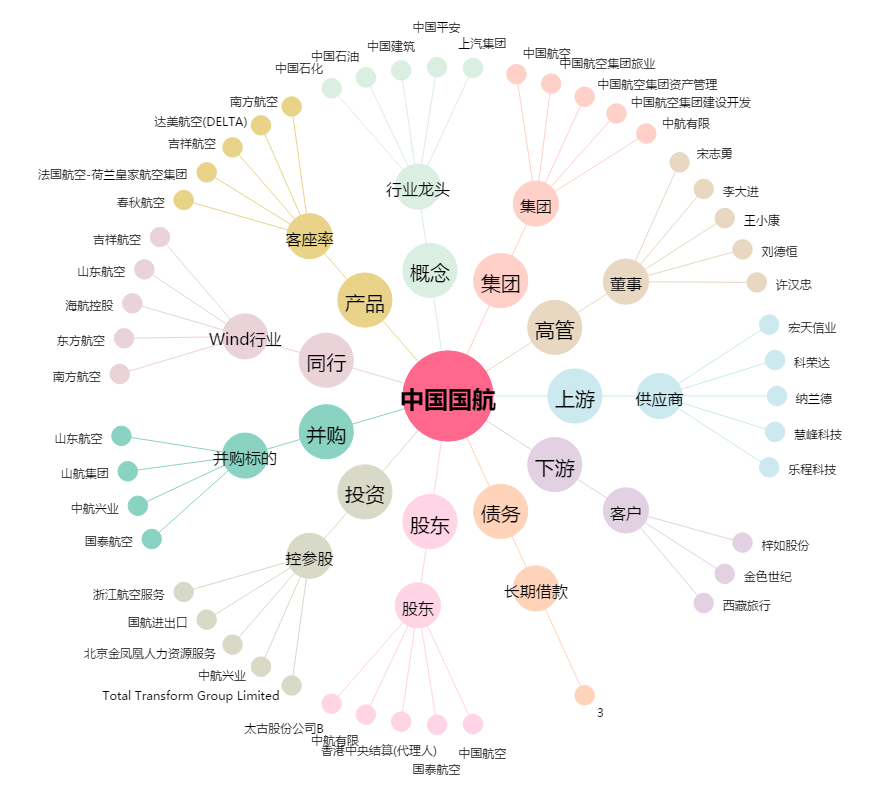 中国国航
概念
行业龙头
中国石化
中国石油
中国建筑
中国平安
上汽集团
集团
集团
中国航空
中国航空集团旅业
中国航空集团资产管理
中国航空集团建设开发
中航有限
高管
董事
宋志勇
李大进
王小康
刘德恒
许汉忠
上游
供应商
宏天信业
科荣达
纳兰德
慧峰科技
乐程科技
下游
客户
梓如股份
金色世纪
西藏旅行
债务
长期借款
3
股东
股东
中国航空
国泰航空
香港中央结算(代理人)
中航有限
太古股份公司B
投资
控参股
Total Transform Group Limited
中航兴业
北京金凤凰人力资源服务
国航进出口
浙江航空服务
并购
并购标的
国泰航空
中航兴业
山航集团
山东航空
同行
Wind行业
南方航空
东方航空
海航控股
山东航空
吉祥航空
产品
客座率
春秋航空
法国航空-荷兰皇家航空集团
吉祥航空
达美航空(DELTA)
南方航空